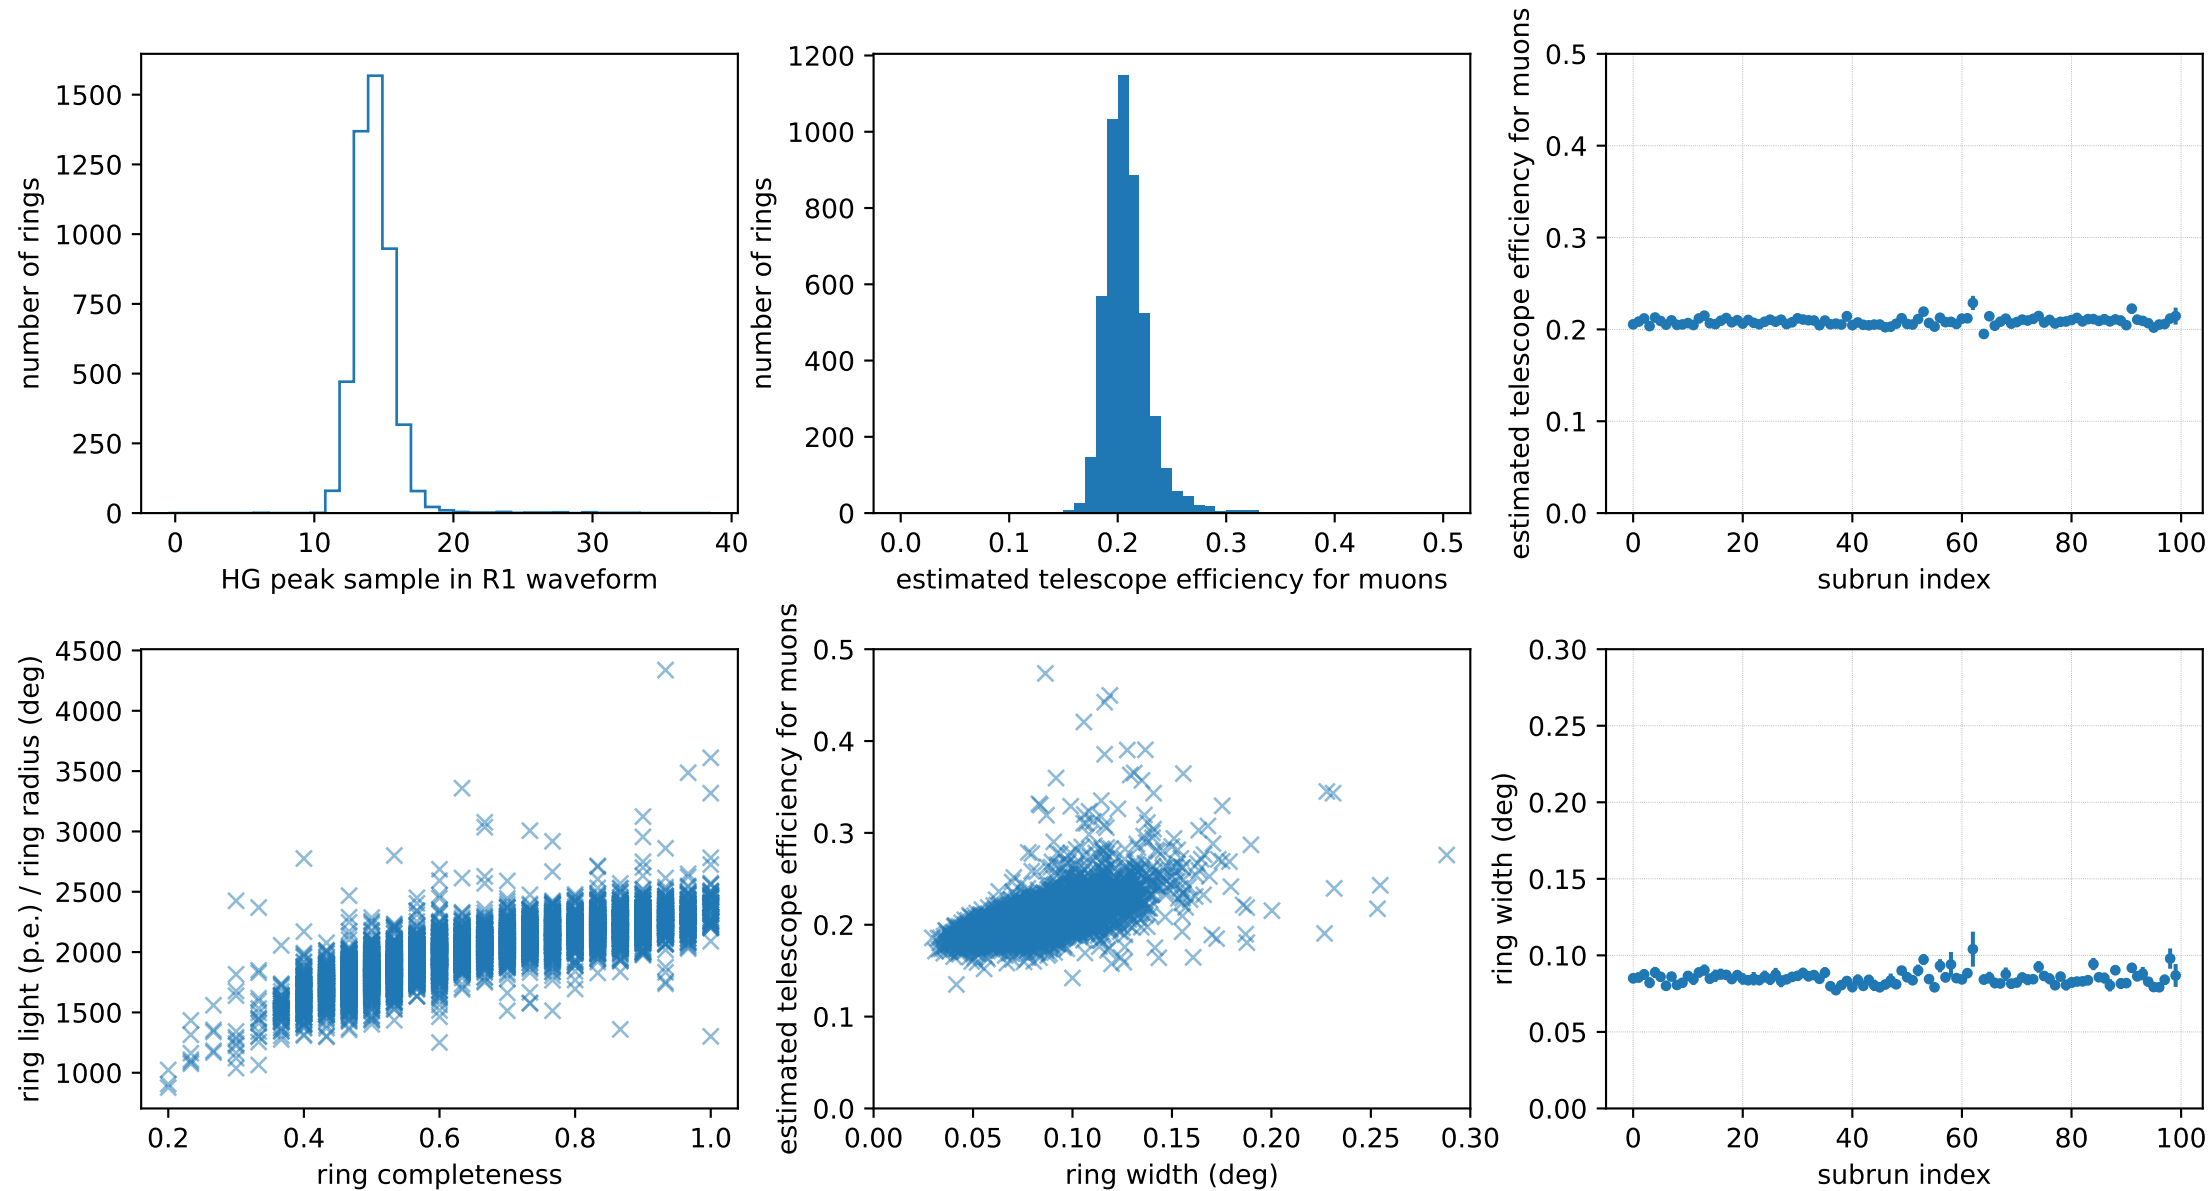 number of rings
1500
1250
1000
750
500
250
0
0 10 20 30 40
HG peak sample in R1 waveform
number of rings
1200
1000
800
600
400
200
0
0.0 0.1 0.2 0.3 0.4 0.5
estimated telescope efficiency for muons
estimated telescope efficiency for muons
0.5
0.4
0.3
0.2
0.1
0.0
0 20 40 60 80 100
subrun index
ring light (p.e.) / ring radius (deg)
4500
4000
3500
3000
2500
2000
1500
1000
0.2 0.4 0.6 0.8 1.0
ring completeness
estimated telescope efficiency for muons
0.5
0.4
0.3
0.2
0.1
0.0
0.00 0.05 0.10 0.15 0.20 0.25 0.30
ring width (deg)
ring width (deg)
0.30
0.25
0.20
0.15
0.10
0.05
0.00
0 20 40 60 80 100
subrun index